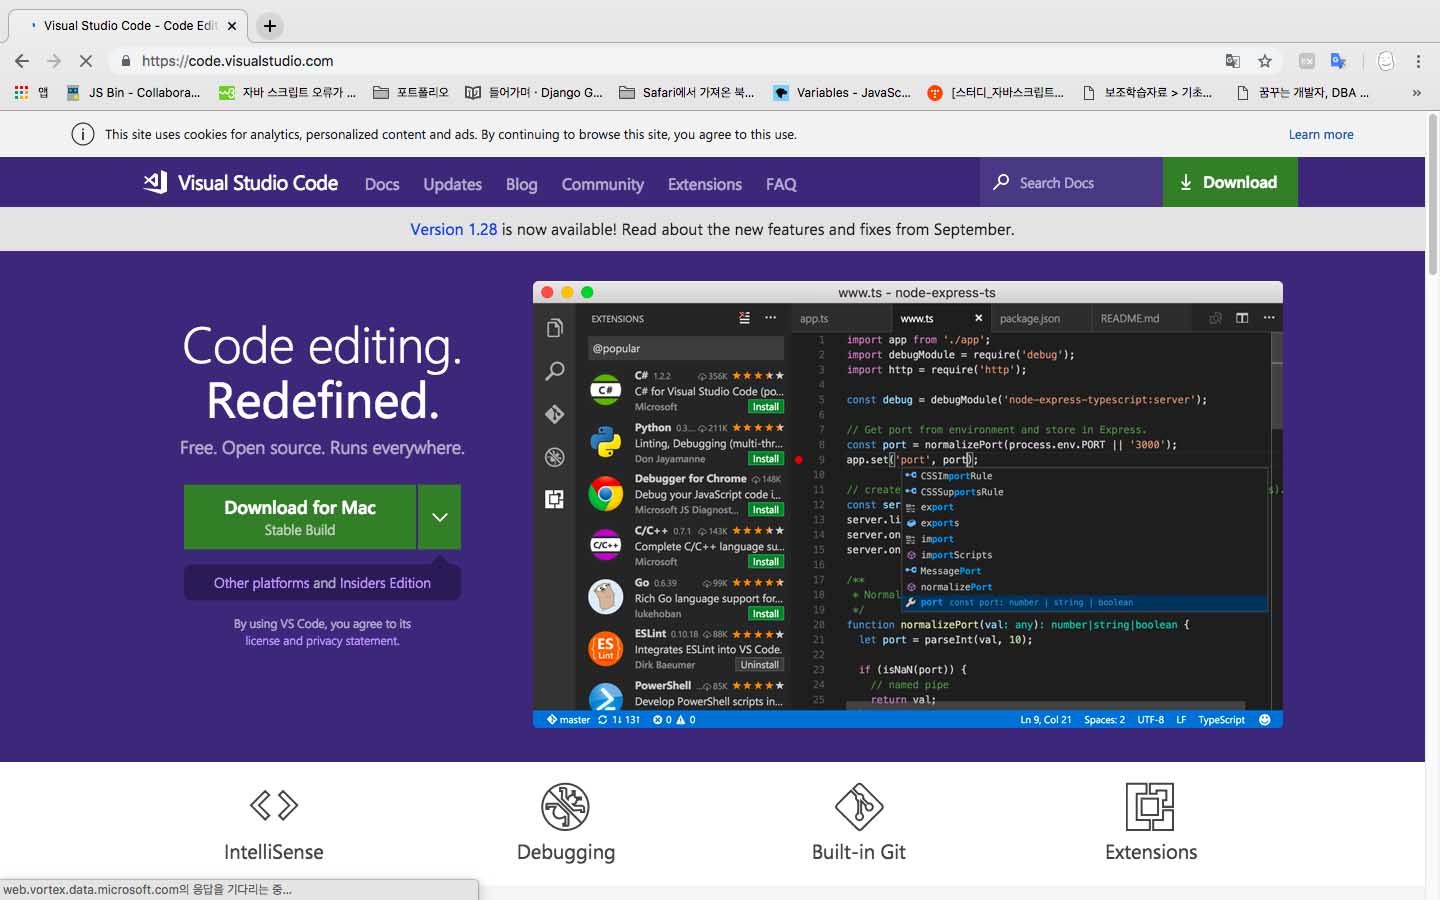 Visual Studio Code - Code Edit
https://code.visualstudio.com
앱
JS Bin - Collabora...
자바 스크립트 오류가 ...
포트폴리오
들어가며 · Django G...
Safari에서 가져온 북...
Variables - JavaSc...
[스터디_자바스크립트...
보조학습자료 > 기초...
꿈꾸는 개발자, DBA ...
»
This site uses cookies for analytics, personalized content and ads. By continuing to browse this site, you agree to this use.
Learn more
Visual Studio Code
Docs
Updates
Blog
Community
Extensions
FAQ
Search Docs
Download
Version 1.28 is now available! Read about the new features and fixes from September.
Code editing.
Redefined.
Free. Open source. Runs everywhere.
Download for Mac
Stable Build
Other platforms and Insiders Edition
By using VS Code, you agree to its
license and privacy statement.
www.ts - node-express-ts
EXTENSIONS
@popular
C# 1.2.2 356K
C# for Visual Studio Code (po...
Microsoft Install
Python 0.3... 211K
Linting, Debugging (multi-thr...
Don Jayamanne Install
Debugger for Chrome 148K
Debug your JavaScript code i...
Microsoft JS Diagnost... Install
C/C++ 0.7.1 143K
Complete C/C++ language su...
Microsoft Install
Go 0.6.39 99K
Rich Go language support for...
lukehoban Install
ESLint 0.10.18 88K
Integrates ESLint into VS Code.
Dirk Baeumer Uninstall
PowerShell ... 85K
Develop PowerShell scripts in...
C#
C/C++
ES
Lint
app.ts
www.ts
package.json
README.md
1 import app from './app';
2 import debugModule = require('debug');
3 import http = require('http');
4
5 const debug = debugModule('node-express-typescript:server');
6
7 // Get port from environment and store in Express.
8 const port = normalizePort(process.env.PORT || '3000');
9 app.set('port', port);
10
11 // create s).
12 const ser
13 server.li
14 server.on
15 server.on
16
17 /**
18 * Normal
19 */
20 function normalizePort(val: any): number|string|boolean {
21 let port = parseInt(val, 10);
22
23 if (isNaN(port)) {
24 // named pipe
25 return val;
CSSImportRule
CSSSupportsRule
export
exports
import
importScripts
MessagePort
normalizePort
port const port: number | string | boolean
master 1↓ 13↑ 0 0
Ln 9, Col 21 Spaces: 2 UTF-8 LF TypeScript
IntelliSense
Debugging
Built-in Git
Extensions
web.vortex.data.microsoft.com의 응답을 기다리는 중...